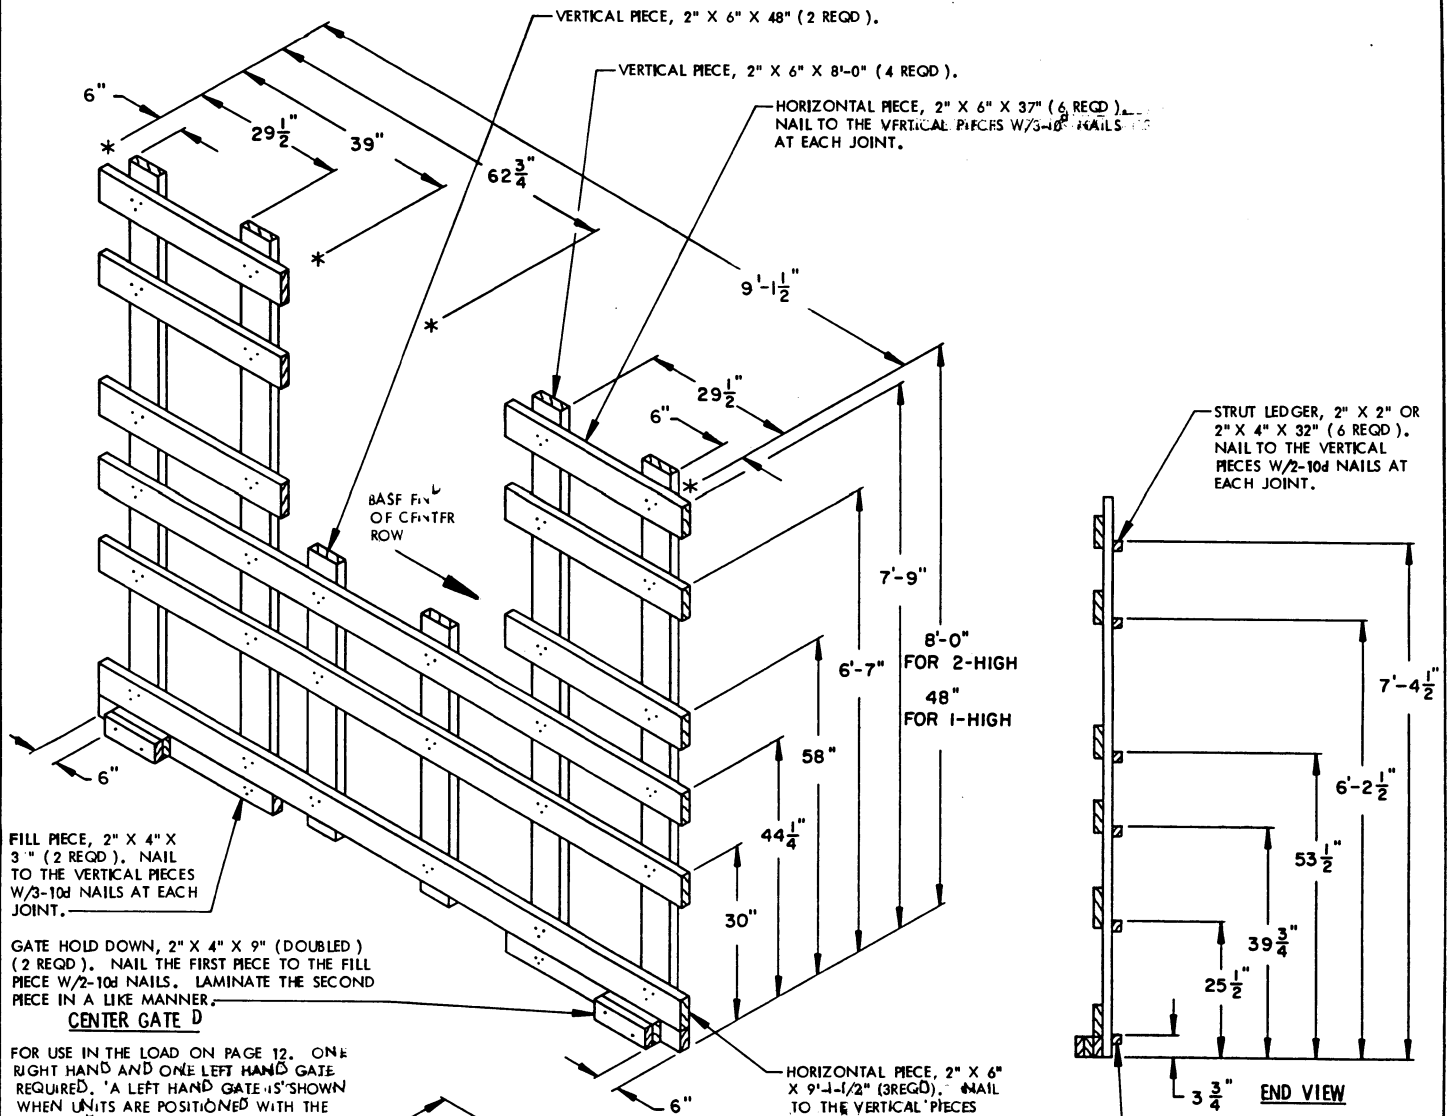 VERTICAL PIECE, 2" X 6" X 48" (2 REQD).
VERTICAL PIECE, 2" X 6" X 8'-0" (4 REQD).
HORIZONTAL PIECE, 2" X 6" X 37" (6 REQD).
NAIL TO THE VERTICAL PIECES W/3-10d NAILS
AT EACH JOINT.
6"
29 1/2"
39"
62 3/4"
9'-1 1/2"
*
*
*
29 1/2"
6"
*
BASE END
OF CENTER
ROW
7'-9"
8'-0"
FOR 2-HIGH
48"
FOR 1-HIGH
6'-7"
58"
44 1/4"
30"
6"
6"
STRUT LEDGER, 2" X 2" OR
2" X 4" X 32" (6 REQD).
NAIL TO THE VERTICAL
PIECES W/2-10d NAILS AT
EACH JOINT.
7'-4 1/2"
6'-2 1/2"
53 1/2"
39 3/4"
25 1/2"
3 3/4"
END VIEW
FILL PIECE, 2" X 4" X
(2 REQD). NAIL
TO THE VERTICAL PIECES
W/3-10d NAILS AT EACH
JOINT.
GATE HOLD DOWN, 2" X 4" X 9" (DOUBLED)
(2 REQD). NAIL THE FIRST PIECE TO THE FILL
PIECE W/2-10d NAILS. LAMINATE THE SECOND
PIECE IN A LIKE MANNER.
CENTER GATE D
FOR USE IN THE LOAD ON PAGE 12. ONE
RIGHT HAND AND ONE LEFT HAND GATE
REQUIRED. A LEFT HAND GATE IS SHOWN
WHEN UNITS ARE POSITIONED WITH THE
HORIZONTAL PIECE, 2" X 6"
X 9'-1-1/2" (3REQD). NAIL
TO THE VERTICAL PIECES